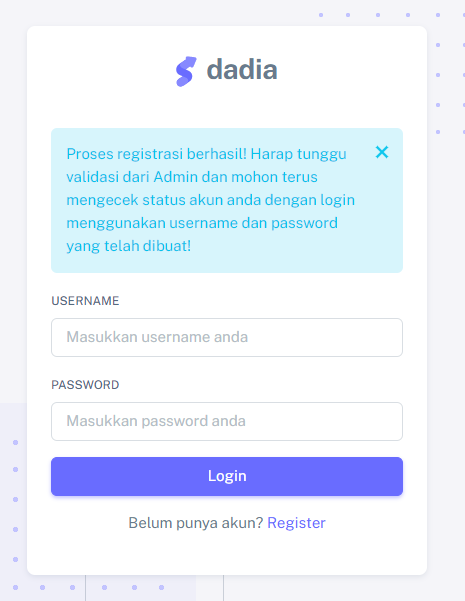 dadia
Proses registrasi berhasil! Harap tunggu
validasi dari Admin dan mohon terus
mengecek status akun anda dengan login
menggunakan username dan password
yang telah dibuat!
USERNAME
Masukkan username anda
PASSWORD
Masukkan password anda
Login
Belum punya akun? Register